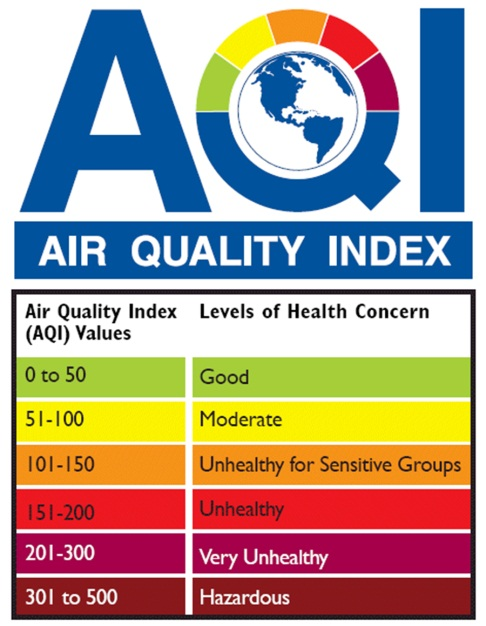 AQI
AIR QUALITY INDEX
Air Quality Index Levels of Health Concern
(AQI) Values
0 to 50 Good
51-100 Moderate
101-150 Unhealthy for Sensitive Groups
151-200 Unhealthy
201-300 Very Unhealthy
301 to 500 Hazardous